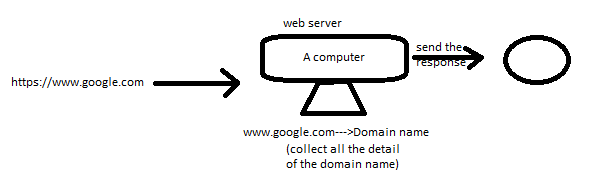 web server
https://www.google.com
A computer
send the
response
www.google.com--->Domain name
(collect all the detail
of the domain name)